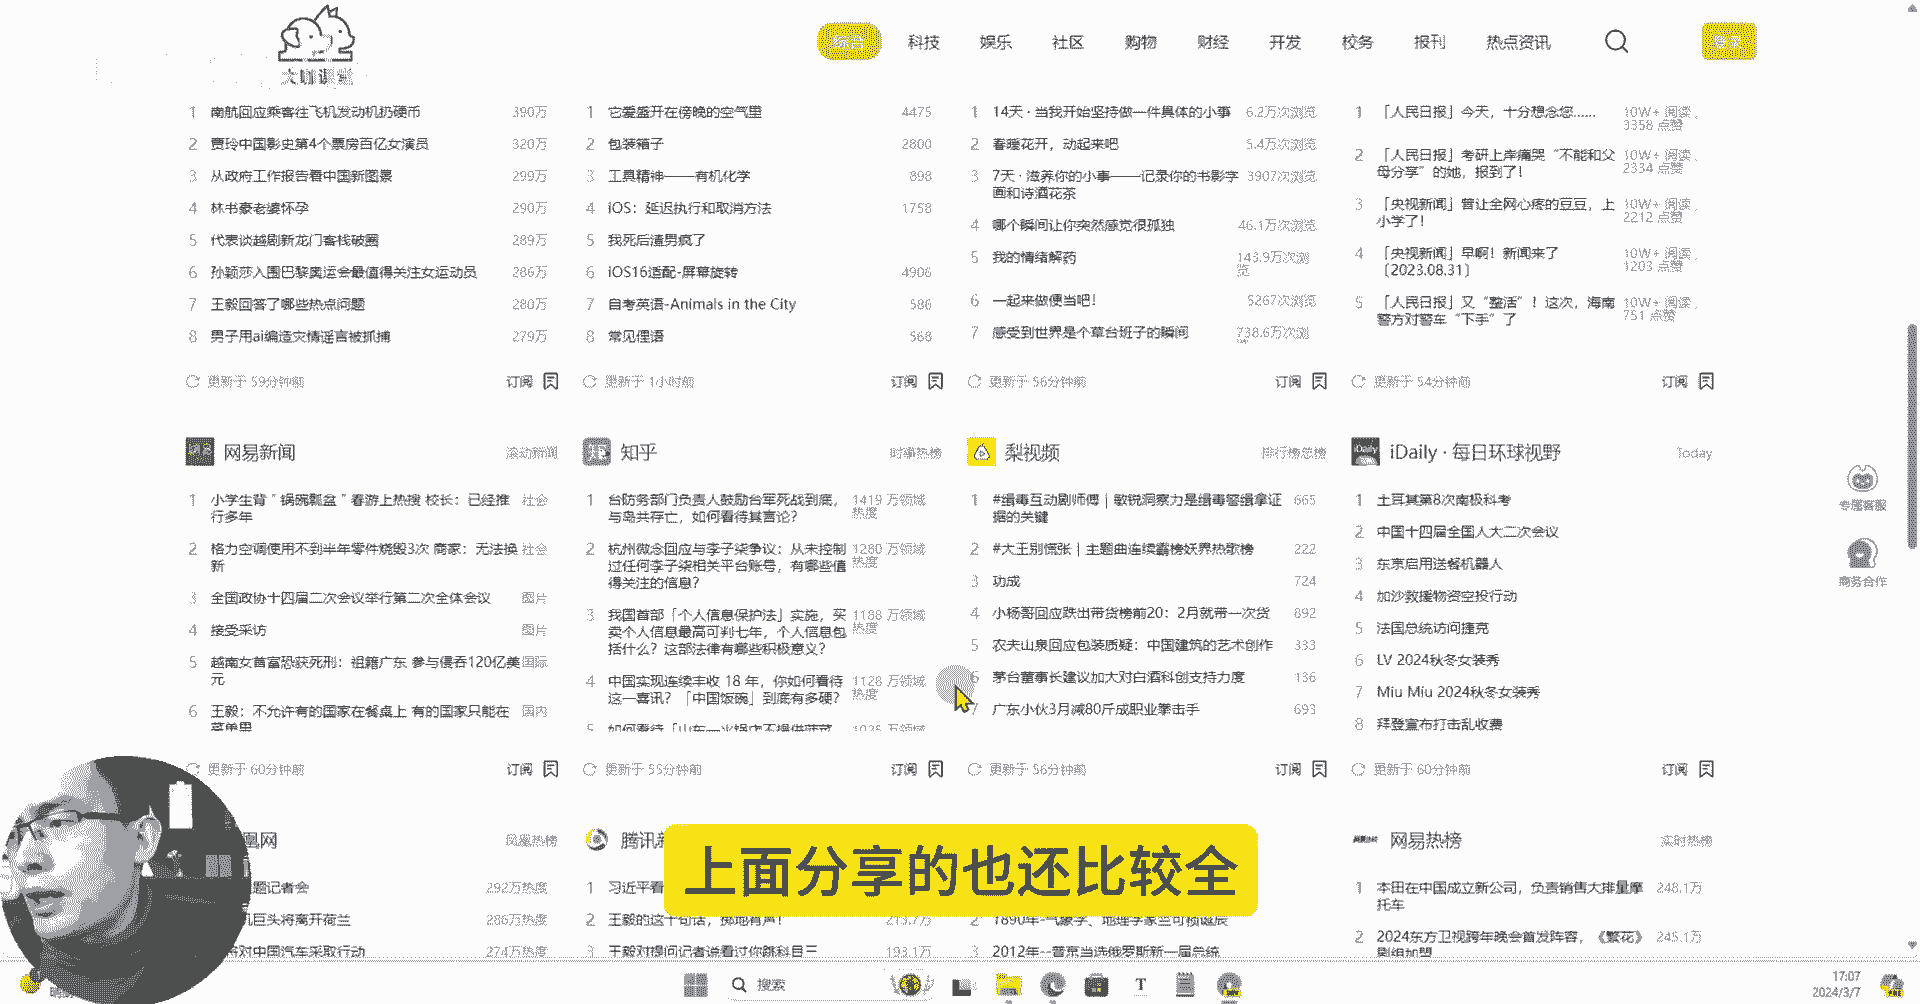 大咖课堂
综合 科技 娱乐 社区 购物 财经 开发 校务 报刊 热点资讯 登录
1 南航回应乘客往飞机发动机扔硬币 390万
2 贾玲中国影史第4个票房百亿女演员 320万
3 从政府工作报告看中国新图景 299万
4 林书豪老婆怀孕 290万
5 代表谈越剧新龙门客栈破圈 289万
6 孙颖莎入围巴黎奥运会最值得关注女运动员 286万
7 王毅回答了哪些热点问题 280万
8 男子用ai编造灾情谣言被抓捕 279万
更新于 59分钟前 订阅
1 它爱盛开在傍晚的空气里 4475
2 包装箱子 2800
3 工具精神——有机化学 898
4 iOS：延迟执行和取消方法 1758
5 我死后渣男疯了
6 iOS16适配-屏幕旋转 4906
7 自考英语-Animals in the City 586
8 常见俚语 568
更新于 1小时前 订阅
1 14天 · 当我开始坚持做一件具体的小事 6.2万次浏览
2 春暖花开，动起来吧 5.4万次浏览
3 7天 · 滋养你的小事——记录你的书影字 3907次浏览
画和诗酒花茶
4 哪个瞬间让你突然感觉很孤独 46.1万次浏览
5 我的情绪解药 143.9万次浏
览
6 一起来做便当吧！ 5267次浏览
7 感受到世界是个草台班子的瞬间 738.6万次浏
更新于 56分钟前 订阅
1 「人民日报」今天，十分想念您…… 10W+ 阅读，
3358 点赞
2 「人民日报」考研上岸痛哭“不能和父 10W+ 阅读，
母分享”的她，报到了！ 2334 点赞
3 「央视新闻」曾让全网心疼的豆豆，上 10W+ 阅读，
小学了！ 2212 点赞
4 「央视新闻」早啊！新闻来了 10W+ 阅读，
〔2023.08.31〕 1203 点赞
5 「人民日报」又“整活”！这次，海南 10W+ 阅读，
警方对警车“下手”了 751 点赞
更新于 54分钟前 订阅
网易新闻 滚动新闻
1 小学生背＂锅碗瓢盆＂春游上热搜 校长：已经推 社会
行多年
2 格力空调使用不到半年零件烧毁3次 商家：无法换 社会
新
3 全国政协十四届二次会议举行第二次全体会议 图片
4 接受采访 图片
5 越南女首富恐获死刑：祖籍广东 参与侵吞120亿美 国际
元
6 王毅：不允许有的国家在餐桌上 有的国家只能在 国内
菜单里
更新于 60分钟前 订阅
知乎 时事热榜
1 台防务部门负责人鼓励台军死战到底， 1419 万领域
与岛共存亡，如何看待其言论？ 热度
2 杭州微念回应与李子柒争议：从未控制 1280 万领域
过任何李子柒相关平台账号，有哪些值 热度
得关注的信息？
3 我国首部「个人信息保护法」实施，买 1188 万领域
卖个人信息最高可判七年，个人信息包 热度
括什么？这部法律有哪些积极意义？
4 中国实现连续丰收 18 年，你如何看待 1128 万领域
这一喜讯？「中国饭碗」到底有多硬？ 热度
5 如何看待「山东一火锅店不提供菠菜 1035 万领域
更新于 55分钟前 订阅
梨视频 排行榜总榜
1 #缉毒互动剧师傅｜敏锐洞察力是缉毒警缉拿证 665
据的关键
2 #大王别慌张｜主题曲连续霸榜妖界热歌榜 222
3 功成 724
4 小杨哥回应跌出带货榜前20：2月就带一次货 892
5 农夫山泉回应包装质疑：中国建筑的艺术创作 333
6 茅台董事长建议加大对白酒科创支持力度 136
7 广东小伙3月减80斤成职业拳击手 693
更新于 56分钟前 订阅
iDaily · 每日环球视野 Today
1 土耳其第8次南极科考
2 中国十四届全国人大二次会议
3 东京启用送餐机器人
4 加沙救援物资空投行动
5 法国总统访问捷克
6 LV 2024秋冬女装秀
7 Miu Miu 2024秋冬女装秀
8 拜登宣布打击乱收费
更新于 60分钟前 订阅
专属客服
商务合作
凰网 凤凰热榜
题记者会 292万热度
机巨头将离开荷兰 286万热度
将对中国汽车采取行动 274万热度
腾讯新
1 习近平看
2 王毅的这十句话，掷地有声！ 213.7万
3 王毅对提问记者说看过你跳科目三 193.1万
2 1890年-气象学、地理学家竺可桢诞辰
3 2012年--普京当选俄罗斯新一届总统
网易热榜 实时热榜
1 本田在中国成立新公司，负责销售大排量摩 248.1万
托车
2 2024东方卫视跨年晚会首发阵容，《繁花》 245.1万
剧组加盟
上面分享的也还比较全
搜索
17:07
2024/3/7